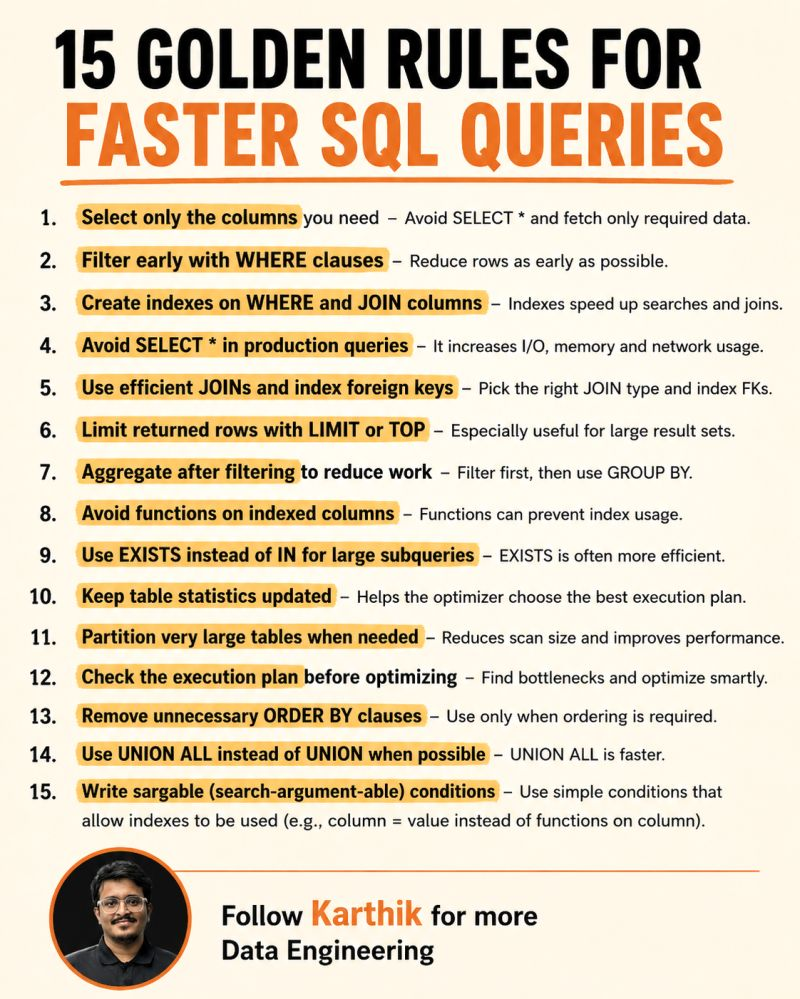 15 GOLDEN RULES FOR
FASTER SQL QUERIES
1. Select only the columns you need – Avoid SELECT * and fetch only required data.
2. Filter early with WHERE clauses – Reduce rows as early as possible.
3. Create indexes on WHERE and JOIN columns – Indexes speed up searches and joins.
4. Avoid SELECT * in production queries – It increases I/O, memory and network usage.
5. Use efficient JOINs and index foreign keys – Pick the right JOIN type and index FKs.
6. Limit returned rows with LIMIT or TOP – Especially useful for large result sets.
7. Aggregate after filtering to reduce work – Filter first, then use GROUP BY.
8. Avoid functions on indexed columns – Functions can prevent index usage.
9. Use EXISTS instead of IN for large subqueries – EXISTS is often more efficient.
10. Keep table statistics updated – Helps the optimizer choose the best execution plan.
11. Partition very large tables when needed – Reduces scan size and improves performance.
12. Check the execution plan before optimizing – Find bottlenecks and optimize smartly.
13. Remove unnecessary ORDER BY clauses – Use only when ordering is required.
14. Use UNION ALL instead of UNION when possible – UNION ALL is faster.
15. Write sargable (search-argument-able) conditions – Use simple conditions that
allow indexes to be used (e.g., column = value instead of functions on column).
Follow Karthik for more
Data Engineering